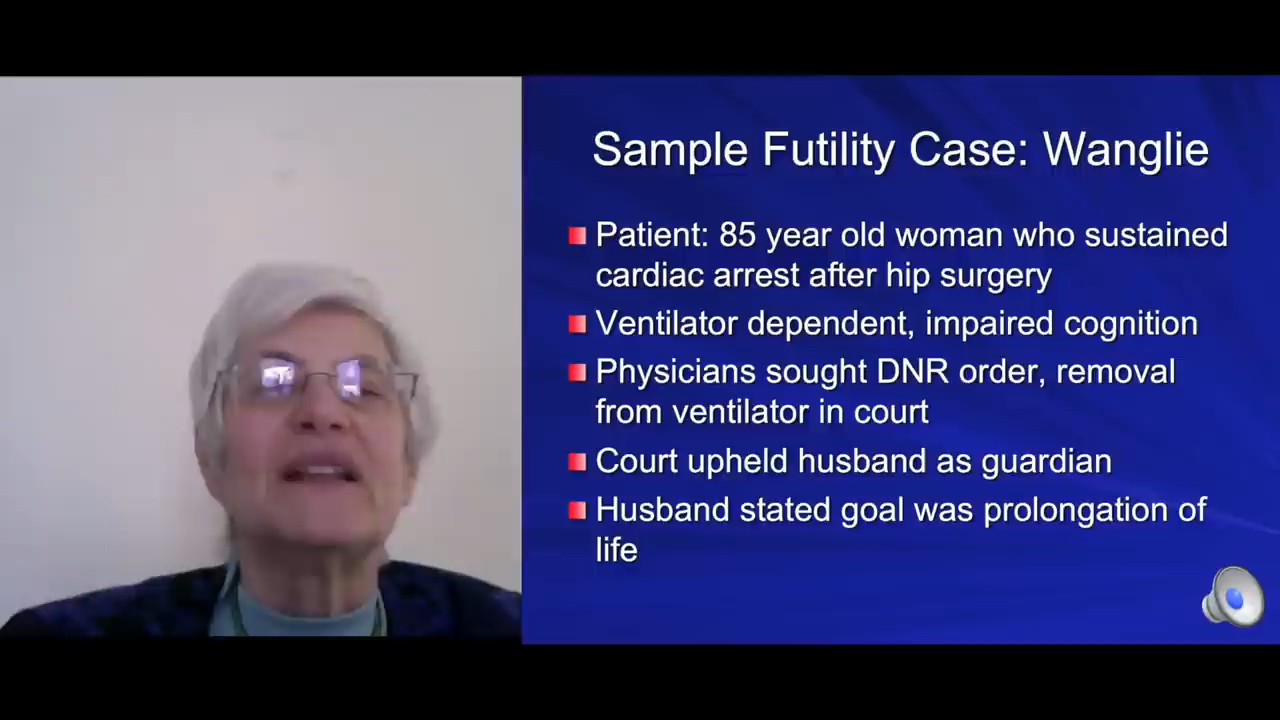 Sample Futility Case: Wanglie
Patient: 85 year old woman who sustained
cardiac arrest after hip surgery
Ventilator dependent, impaired cognition
Physicians sought DNR order, removal
from ventilator in court
Court upheld husband as guardian
Husband stated goal was prolongation of
life